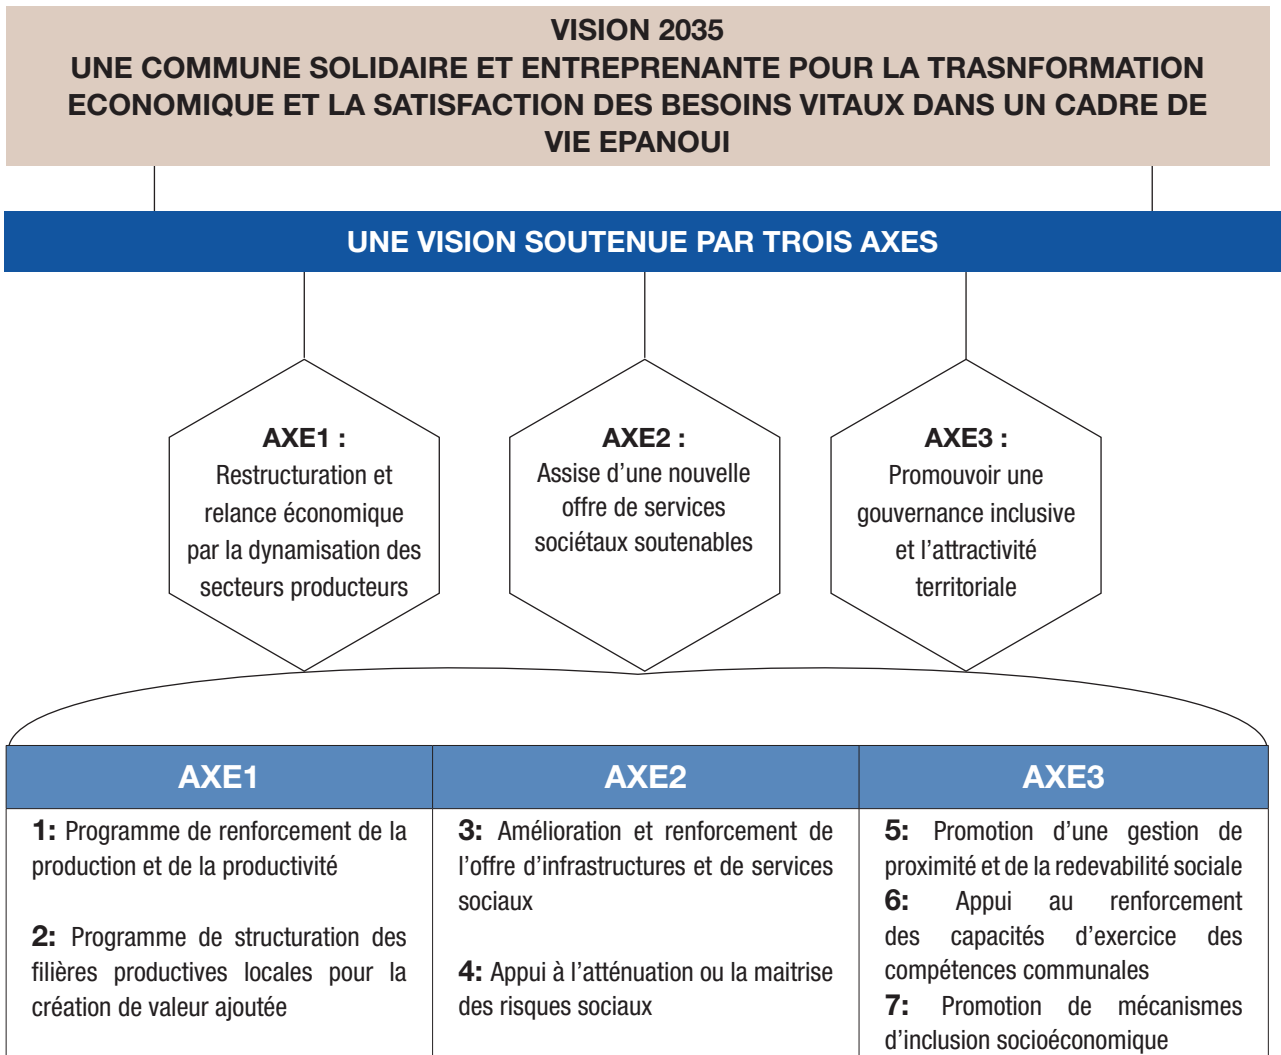 VISION 2035
UNE COMMUNE SOLIDAIRE ET ENTREPRENANTE POUR LA TRASNFORMATION
ECONOMIQUE ET LA SATISFACTION DES BESOINS VITAUX DANS UN CADRE DE
VIE EPANOUI
UNE VISION SOUTENUE PAR TROIS AXES
AXE1 :
Restructuration et
relance économique
par la dynamisation des
secteurs producteurs
AXE2 :
Assise d’une nouvelle
offre de services
sociétaux soutenables
AXE3 :
Promouvoir une
gouvernance inclusive
et l’attractivité
territoriale
AXE1
1: Programme de renforcement de la
production et de la productivité
2: Programme de structuration des
filières productives locales pour la
création de valeur ajoutée
AXE2
3: Amélioration et renforcement de
l’offre d’infrastructures et de services
sociaux
4: Appui à l’atténuation ou la maitrise
des risques sociaux
AXE3
5: Promotion d’une gestion de
proximité et de la redevabilité sociale
6: Appui au renforcement
des capacités d’exercice des
compétences communales
7: Promotion de mécanismes
d’inclusion socioéconomique